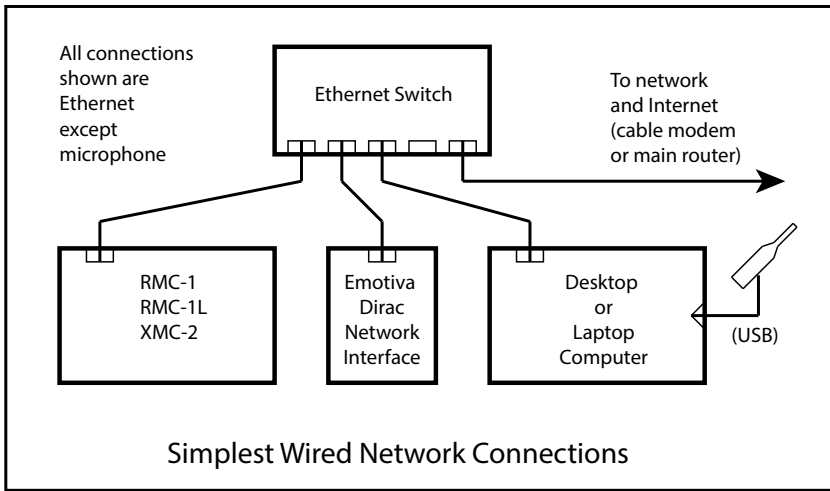 All connections
shown are
Ethernet
except
microphone
Ethernet Switch
To network
and Internet
(cable modem
or main router)
RMC-1
RMC-1L
XMC-2
Emotiva
Dirac
Network
Interface
Desktop
or
Laptop
Computer
(USB)
Simplest Wired Network Connections